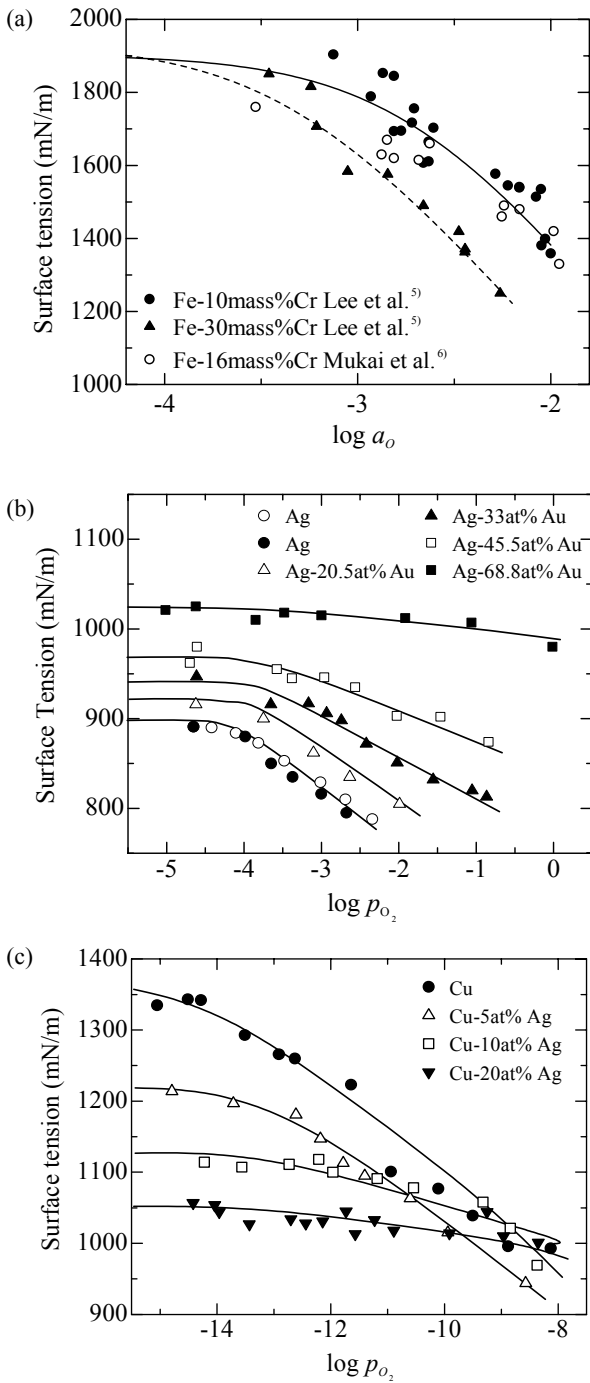 (a)
2000
1800
1600
1400
1200
1000
Surface tension (mN/m)
Fe-10mass%Cr Lee et al.⁵⁾
Fe-30mass%Cr Lee et al.⁵⁾
Fe-16mass%Cr Mukai et al.⁶⁾
-4 -3 -2
log a_O
(b)
Ag Ag-33at% Au
Ag Ag-45.5at% Au
Ag-20.5at% Au Ag-68.8at% Au
1100
1000
900
800
Surface Tension (mN/m)
-5 -4 -3 -2 -1 0
log p_O₂
(c)
1400
1300
1200
1100
1000
900
Surface tension (mN/m)
Cu
Cu-5at% Ag
Cu-10at% Ag
Cu-20at% Ag
-14 -12 -10 -8
log p_O₂